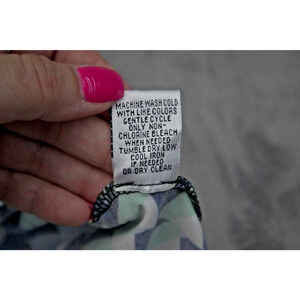 MACHINE WASH COLD
WITH LIKE COLORS
GENTLE CYCLE
ONLY NON-
CHLORINE BLEACH
WHEN NEEDED
TUMBLE DRY LOW
COOL IRON
IF NEEDED
OR DRY CLEAN